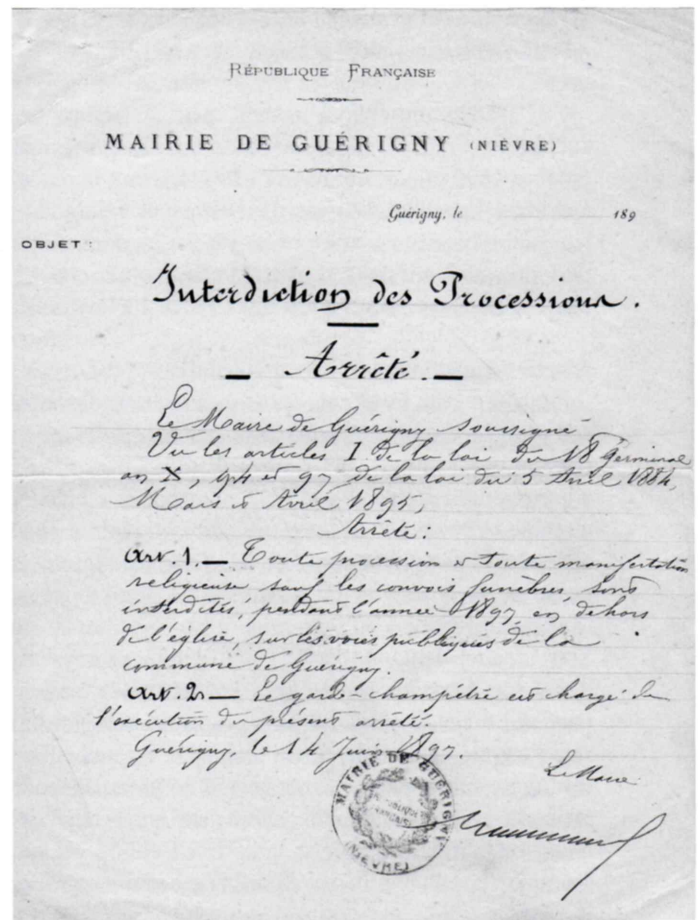 RÉPUBLIQUE FRANÇAISE
MAIRIE DE GUÉRIGNY (NIÈVRE)
Guérigny, le 189
OBJET
Interdiction des Processions.
Arrêté.
Le Maire de Guérigny soussigné
Vu les articles I de la loi du 18 germinal
an X, 94 et 97 de la loi du 5 Avril 1884,
Mars et Avril 1895,
Arrête:
Art. 1. — Toute procession et toute manifestation
religieuse sauf les convois funèbres, sont
interdites, pendant l'année 1897, en dehors
de l'église, sur les voies publiques de la
commune de Guérigny.
Art. 2. — Le garde-champêtre est chargé de
l'exécution du présent arrêté.
Guérigny, le 14 Juin 1897.
Le Maire
MAIRIE DE GUÉRIGNY
(NIÈVRE)